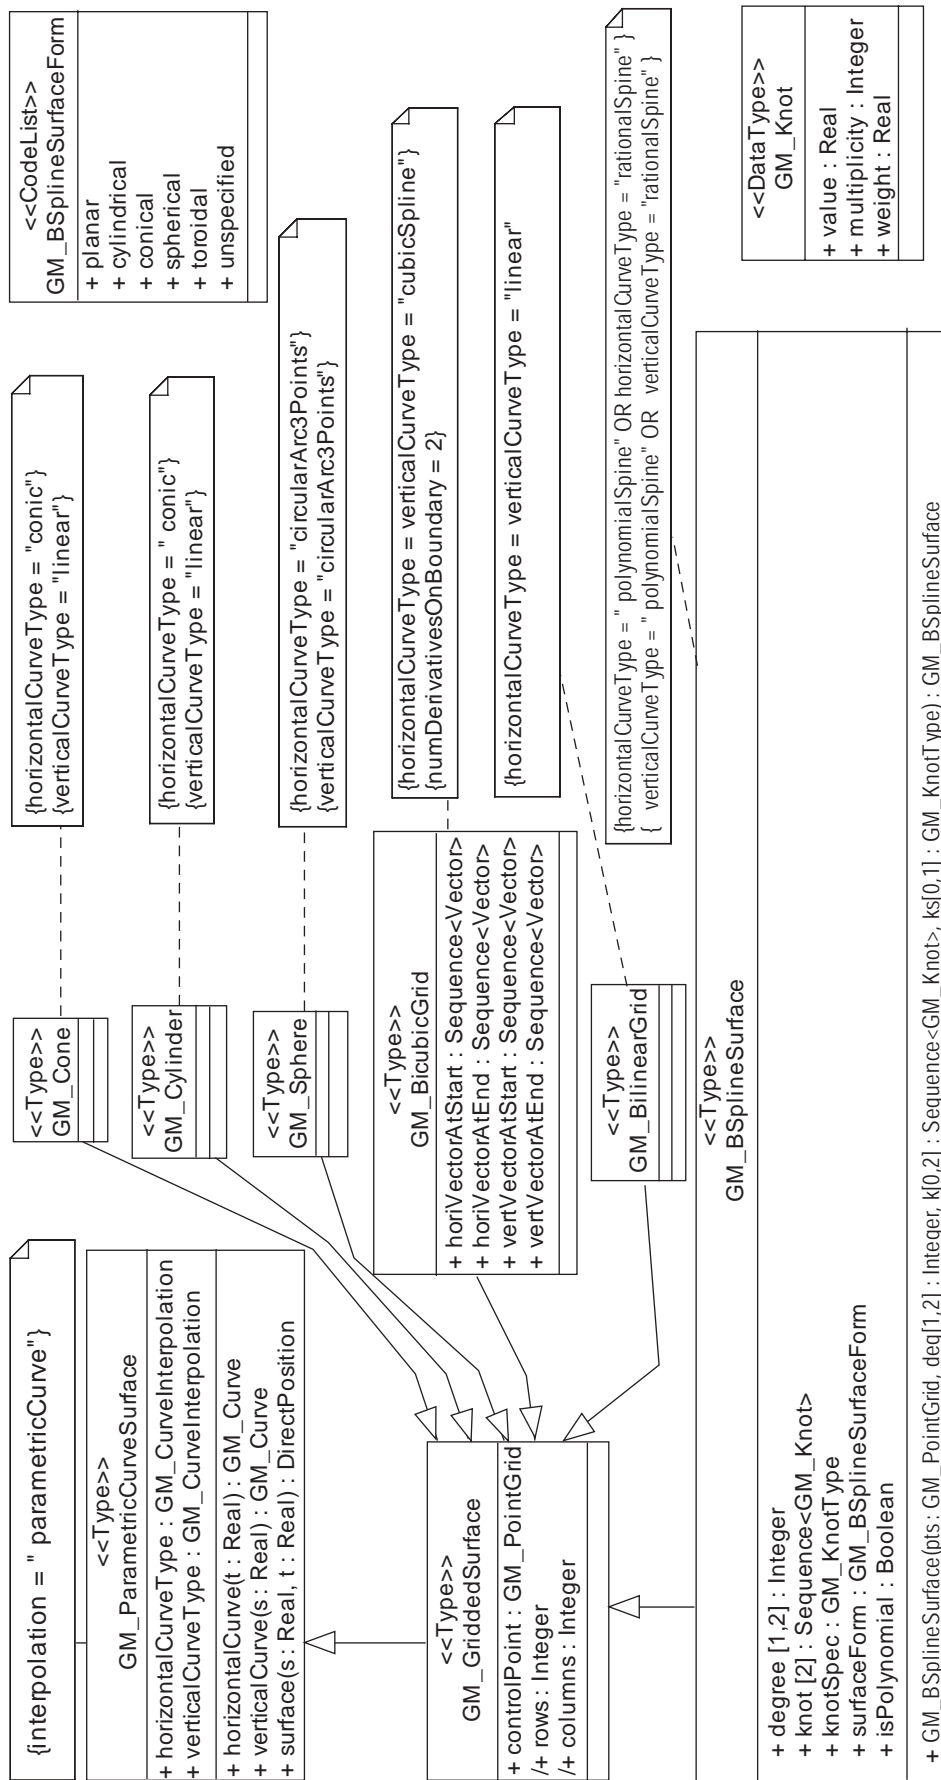 {interpolation = " parametricCurve"}
<<Type>>
GM_ParametricCurveSurface
+ horizontalCurveType : GM_CurveInterpolation
+ verticalCurveType : GM_CurveInterpolation
+ horizontalCurve(t : Real) : GM_Curve
+ verticalCurve(s : Real) : GM_Curve
+ surface(s : Real, t : Real) : DirectPosition
<<Type>>
GM_GriddedSurface
+ controlPoint : GM_PointGrid
/+ rows : Integer
/+ columns : Integer
<<Type>>
GM_Cone
{horizontalCurveType = "conic"}
{verticalCurveType = "linear"}
<<Type>>
GM_Cylinder
{horizontalCurveType = " conic"}
{verticalCurveType = "linear"}
<<Type>>
GM_Sphere
{horizontalCurveType = "circularArc3Points"}
{verticalCurveType = "circularArc3Points"}
<<Type>>
GM_BicubicGrid
+ horiVectorAtStart : Sequence<Vector>
+ horiVectorAtEnd : Sequence<Vector>
+ vertVectorAtStart : Sequence<Vector>
+ vertVectorAtEnd : Sequence<Vector>
{horizontalCurveType = verticalCurveType = "cubicSpline"}
{numDerivativesOnBoundary = 2}
<<Type>>
GM_BilinearGrid
{horizontalCurveType = verticalCurveType = "linear"
{horizontalCurveType = " polynomialSpine" OR horizontalCurveType = "rationalSpine" }
{ verticalCurveType = " polynomialSpine" OR verticalCurveType = "rationalSpine" }
<<Type>>
GM_BSplineSurface
+ degree [1,2] : Integer
+ knot [2] : Sequence<GM_Knot>
+ knotSpec : GM_KnotType
+ surfaceForm : GM_BSplineSurfaceForm
+ isPolynomial : Boolean
+ GM_BSplineSurface(pts : GM_PointGrid, deg[1,2] : Integer, k[0,2] : Sequence<GM_Knot>, ks[0,1] : GM_KnotType) : GM_BSplineSurface
<<CodeList>>
GM_BSplineSurfaceForm
+ planar
+ cylindrical
+ conical
+ spherical
+ toroidal
+ unspecified
<<DataType>>
GM_Knot
+ value : Real
+ multiplicity : Integer
+ weight : Real